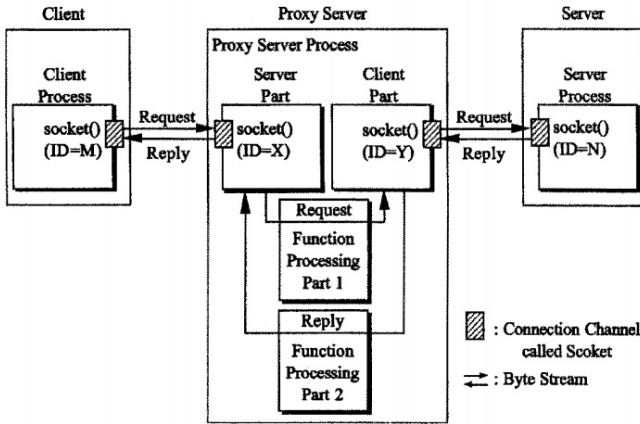 Client
Proxy Server
Server
Proxy Server Process
Client
Process
Server
Part
Client
Part
Server
Process
socket()
(ID=M)
Request
Reply
socket()
(ID=X)
socket()
(ID=Y)
Request
Reply
socket()
(ID=N)
Request
Function
Processing
Part 1
Reply
Function
Processing
Part 2
: Connection Channel
called Scoket
: Byte Stream